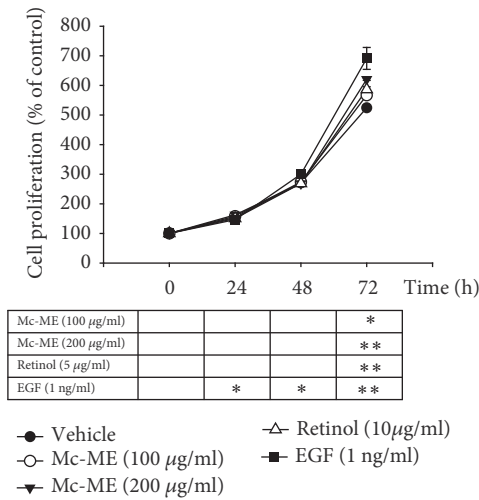 Cell proliferation (% of control)
800
700
600
500
400
300
200
100
0
0 24 48 72 Time (h)
Mc-ME (100 μg/ml) *
Mc-ME (200 μg/ml) **
Retinol (5 μg/ml) **
EGF (1 ng/ml) * * **
Vehicle
Mc-ME (100 μg/ml)
Mc-ME (200 μg/ml)
Retinol (10μg/ml)
EGF (1 ng/ml)